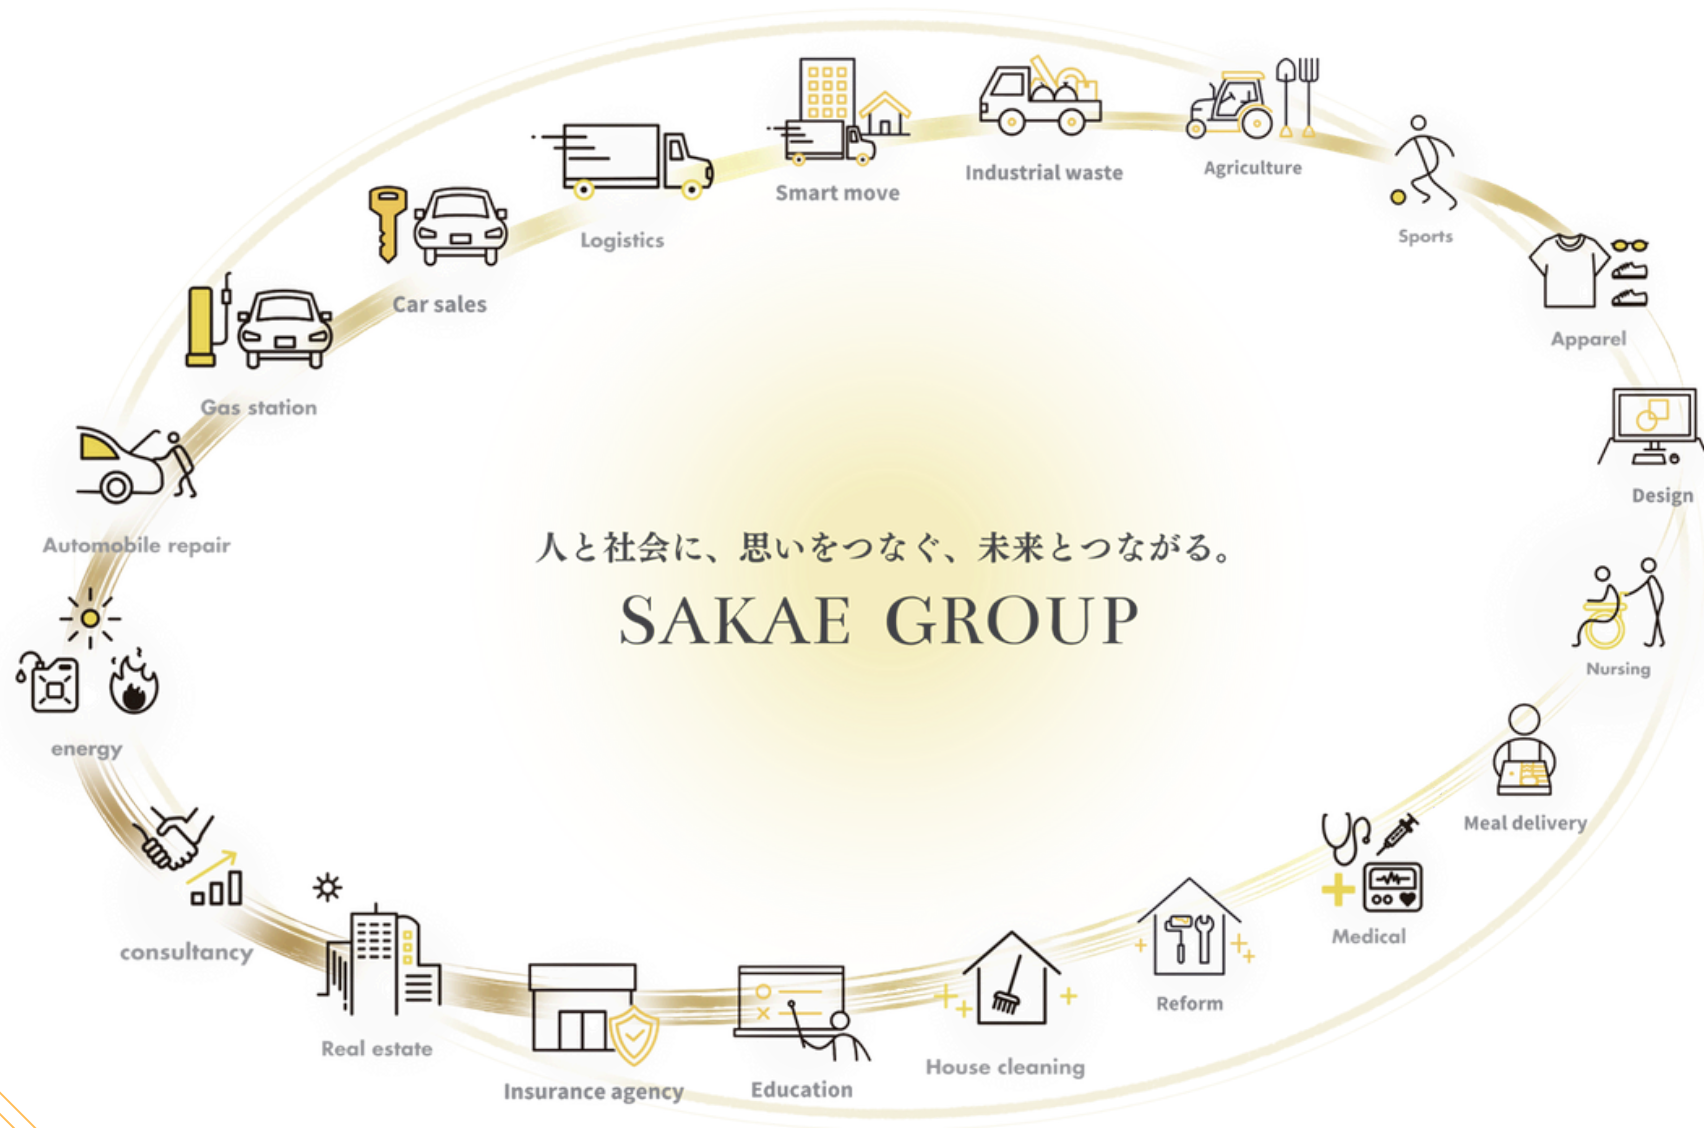 Smart move
Industrial waste
Agriculture
Sports
Logistics
Car sales
Apparel
Gas station
Design
Automobile repair
人と社会に、思いをつなぐ、未来とつながる。
SAKAE GROUP
Nursing
energy
Meal delivery
Medical
consultancy
Reform
Real estate
House cleaning
Insurance agency
Education